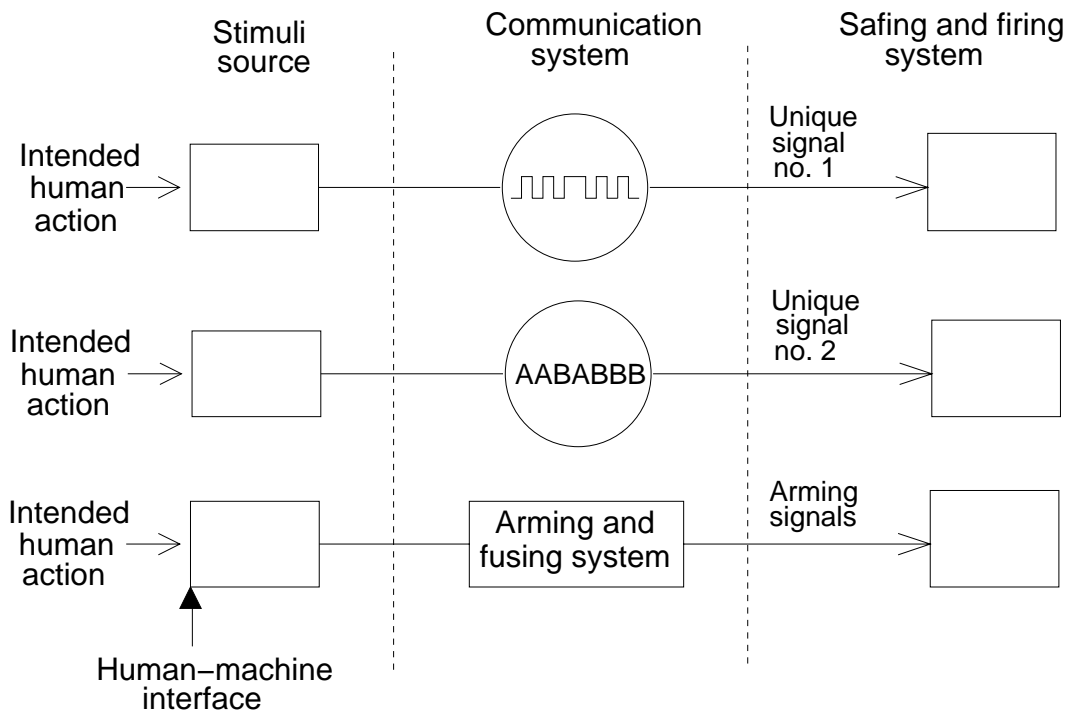 Stimuli
source
Communication
system
Safing and firing
system
Intended
human
action
Unique
signal
no. 1
Intended
human
action
AABABBB
Unique
signal
no. 2
Intended
human
action
Arming and
fusing system
Arming
signals
Human−machine
interface